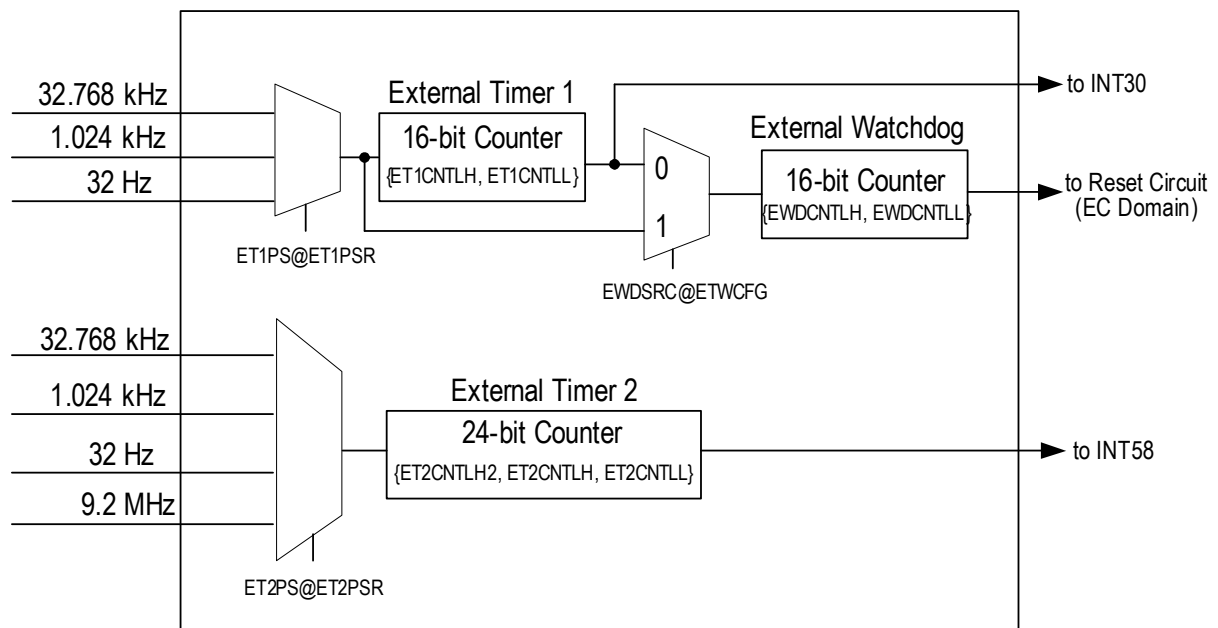 32.768 kHz
1.024 kHz
32 Hz
External Timer 1
16-bit Counter
{ET1CNTLH, ET1CNTLL}
ET1PS@ET1PSR
0
1
EWDSRC@ETWCFG
External Watchdog
16-bit Counter
{EWDCNTLH, EWDCNTLL}
to INT30
to Reset Circuit
(EC Domain)
32.768 kHz
1.024 kHz
32 Hz
9.2 MHz
External Timer 2
24-bit Counter
{ET2CNTLH2, ET2CNTLH, ET2CNTLL}
ET2PS@ET2PSR
to INT58